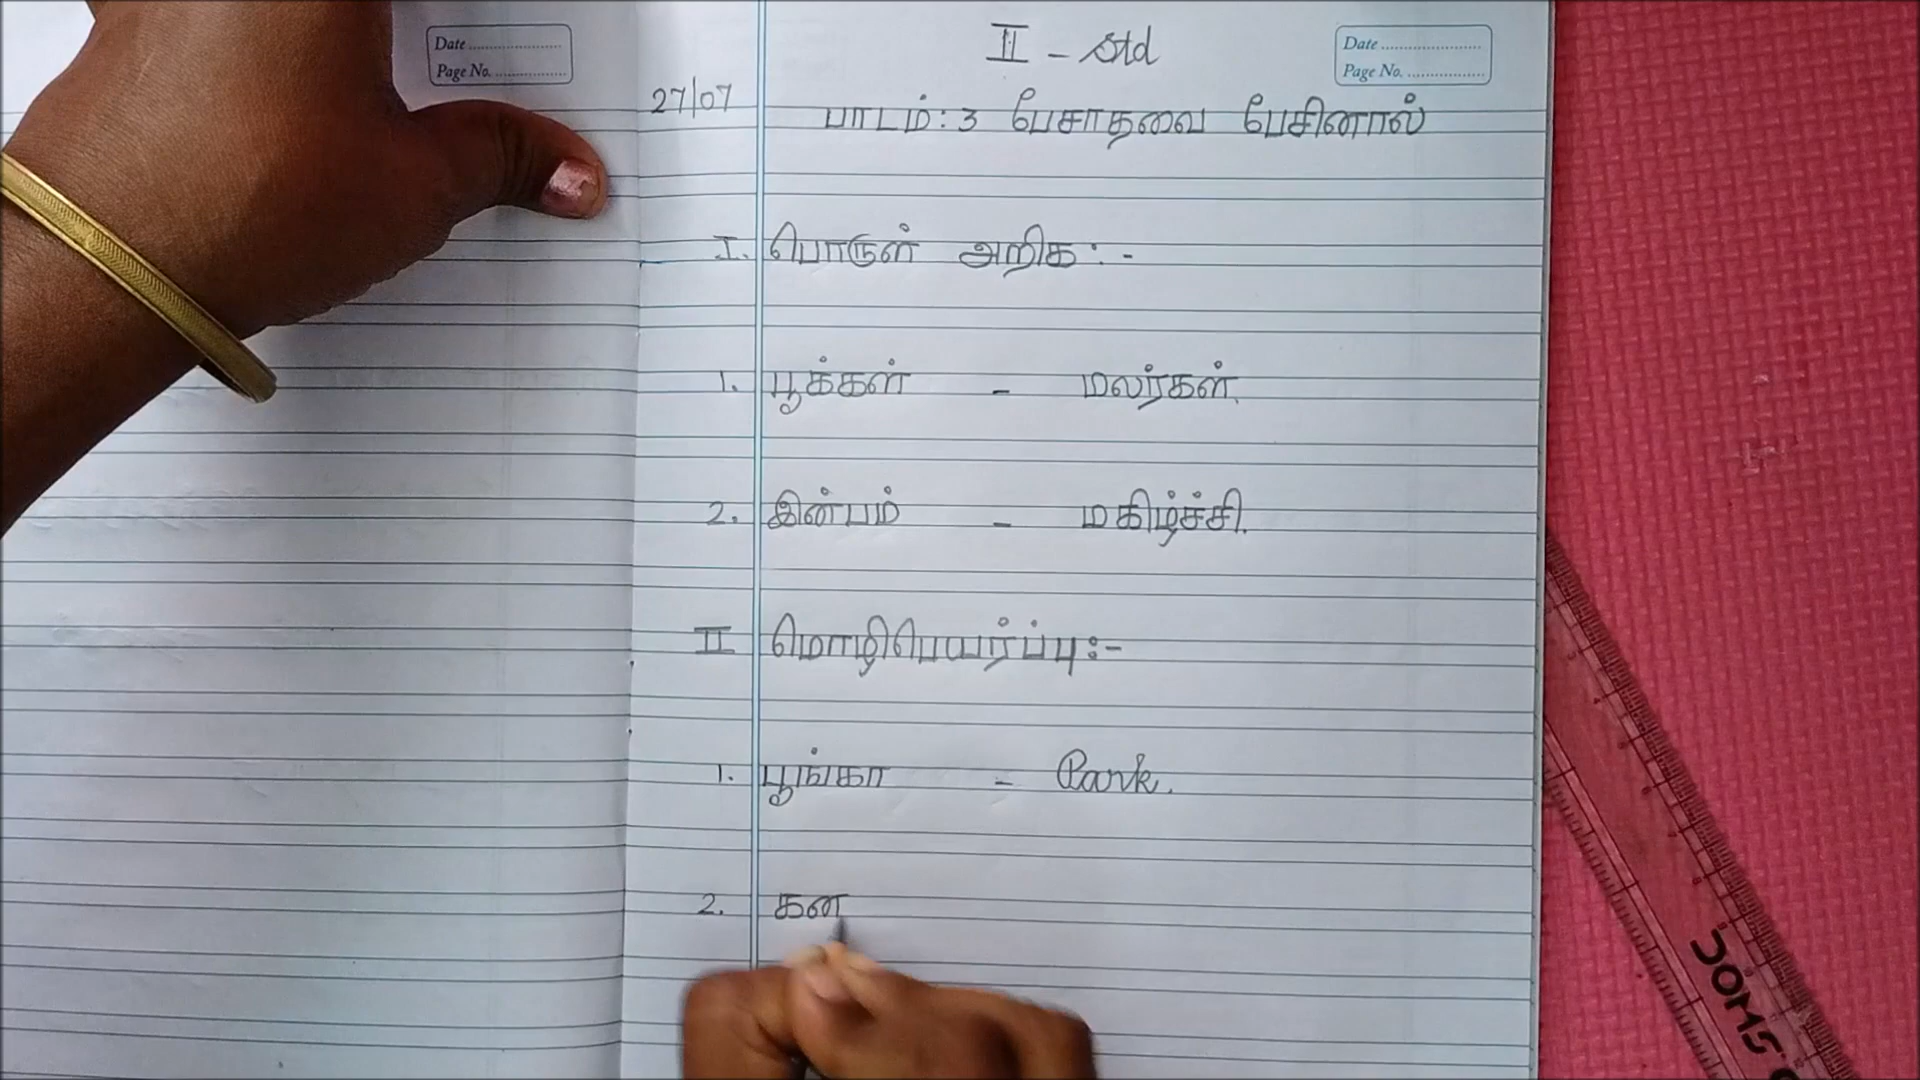 Date
Page No.
II - Std
Date
Page No.
27/07
பாடம்: 3 பேசாதவை பேசினால்
I. பொருள் அறிக :-
1. பூக்கள் - மலர்கள்.
2. இன்பம் - மகிழ்ச்சி.
II மொழிபெயர்ப்பு:-
1. பூங்கா - Park.
2. கன
DOMS